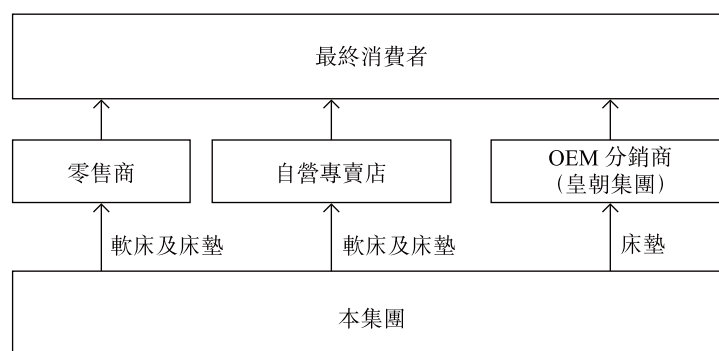 最終消費者
零售商
自營專賣店
OEM 分銷商
（皇朝集團）
軟床及床墊
軟床及床墊
床墊
本集團